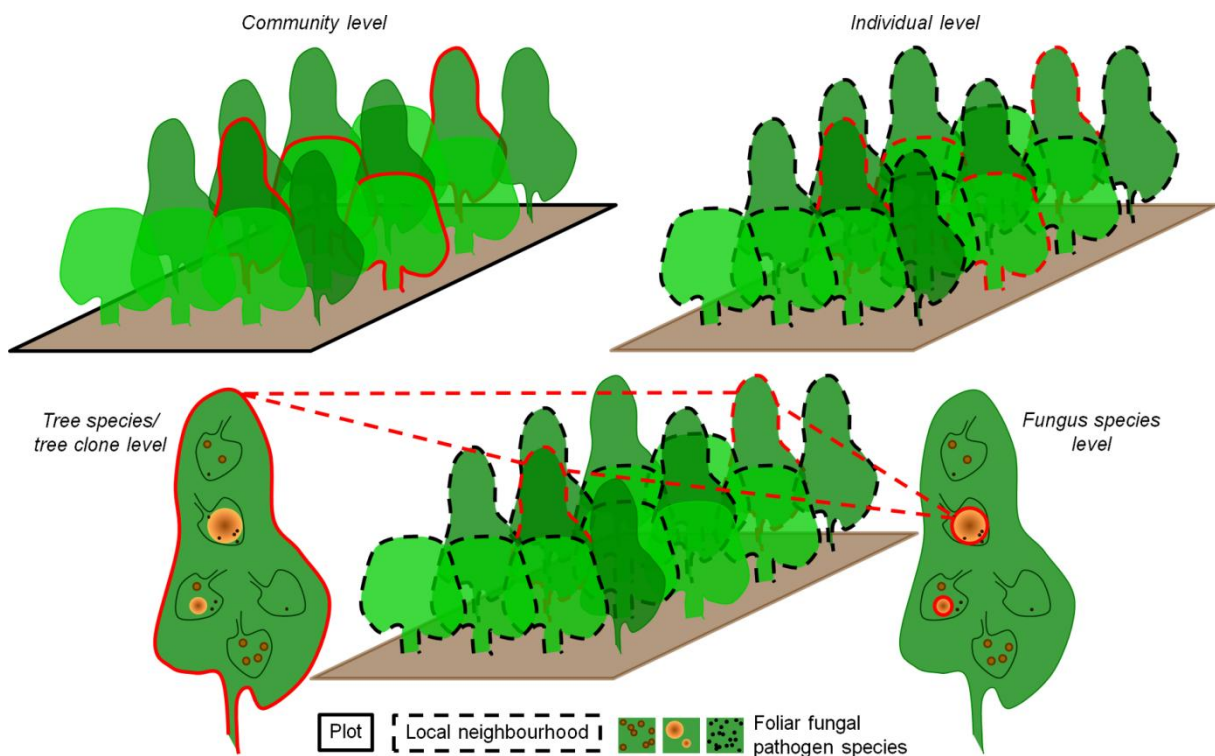 Community level
Individual level
Tree species/
tree clone level
Fungus species
level
Plot
Local neighbourhood
Foliar fungal
pathogen species